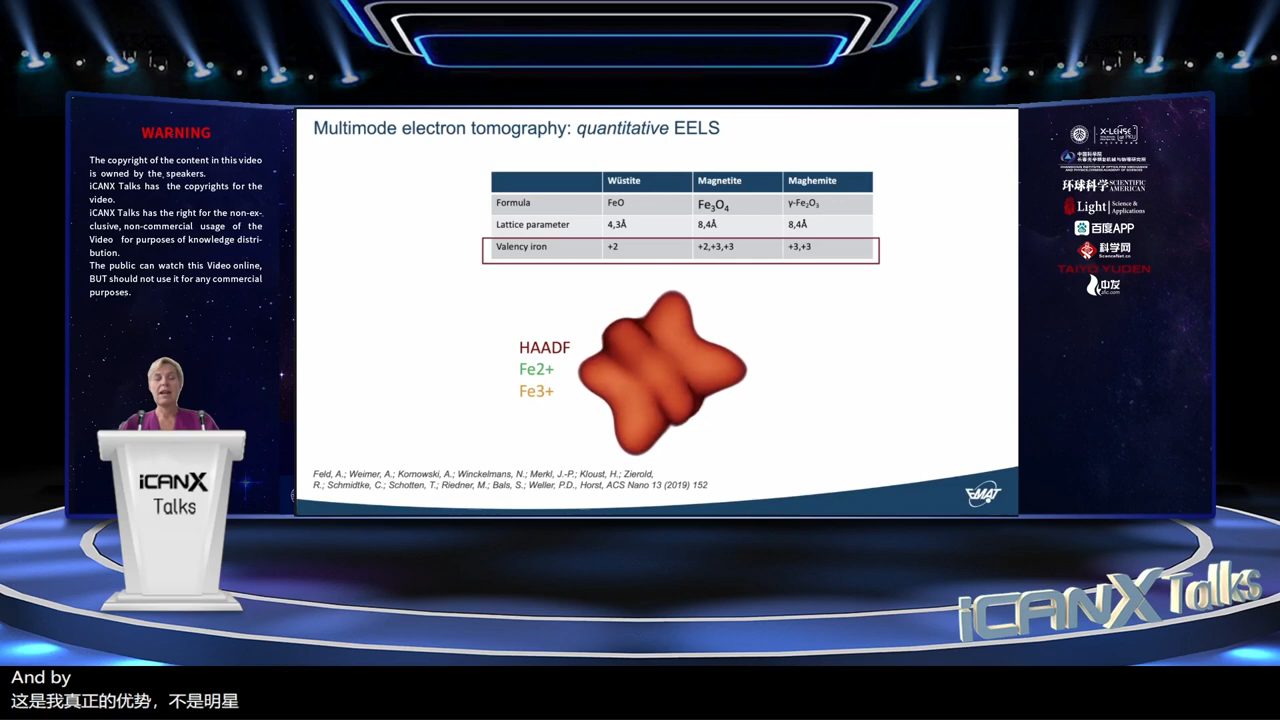 WARNING
The copyright of the content in this video
is owned by the speakers.
iCANX Talks has the copyrights for the
video.
iCANX Talks has the right for the non-ex-
clusive, non-commercial usage of the
Video for purposes of knowledge distri-
bution.
The public can watch this Video online,
BUT should not use it for any commercial
purposes.
Multimode electron tomography: quantitative EELS
Wüstite Magnetite Maghemite
Formula FeO Fe₃O₄ γ-Fe₂O₃
Lattice parameter 4,3Å 8,4Å 8,4Å
Valency iron +2 +2,+3,+3 +3,+3
HAADF
Fe2+
Fe3+
Feld, A.; Weimer, A.; Kornowski, A.; Winckelmans, N.; Merkl, J.-P.; Kloust, H.; Zierold,
R.; Schmidtke, C.; Schotten, T.; Riedner, M.; Bals, S.; Weller, P.D., Horst, ACS Nano 13 (2019) 152
EMAT
X-LENSE
环球科学 SCIENTIFIC AMERICAN
Light Science & Applications
百度APP
科学网
ScienceNet.cn
TAIYO YUDEN
中友
iCANX
Talks
iCANX Talks
And by
这是我真正的优势，不是明星